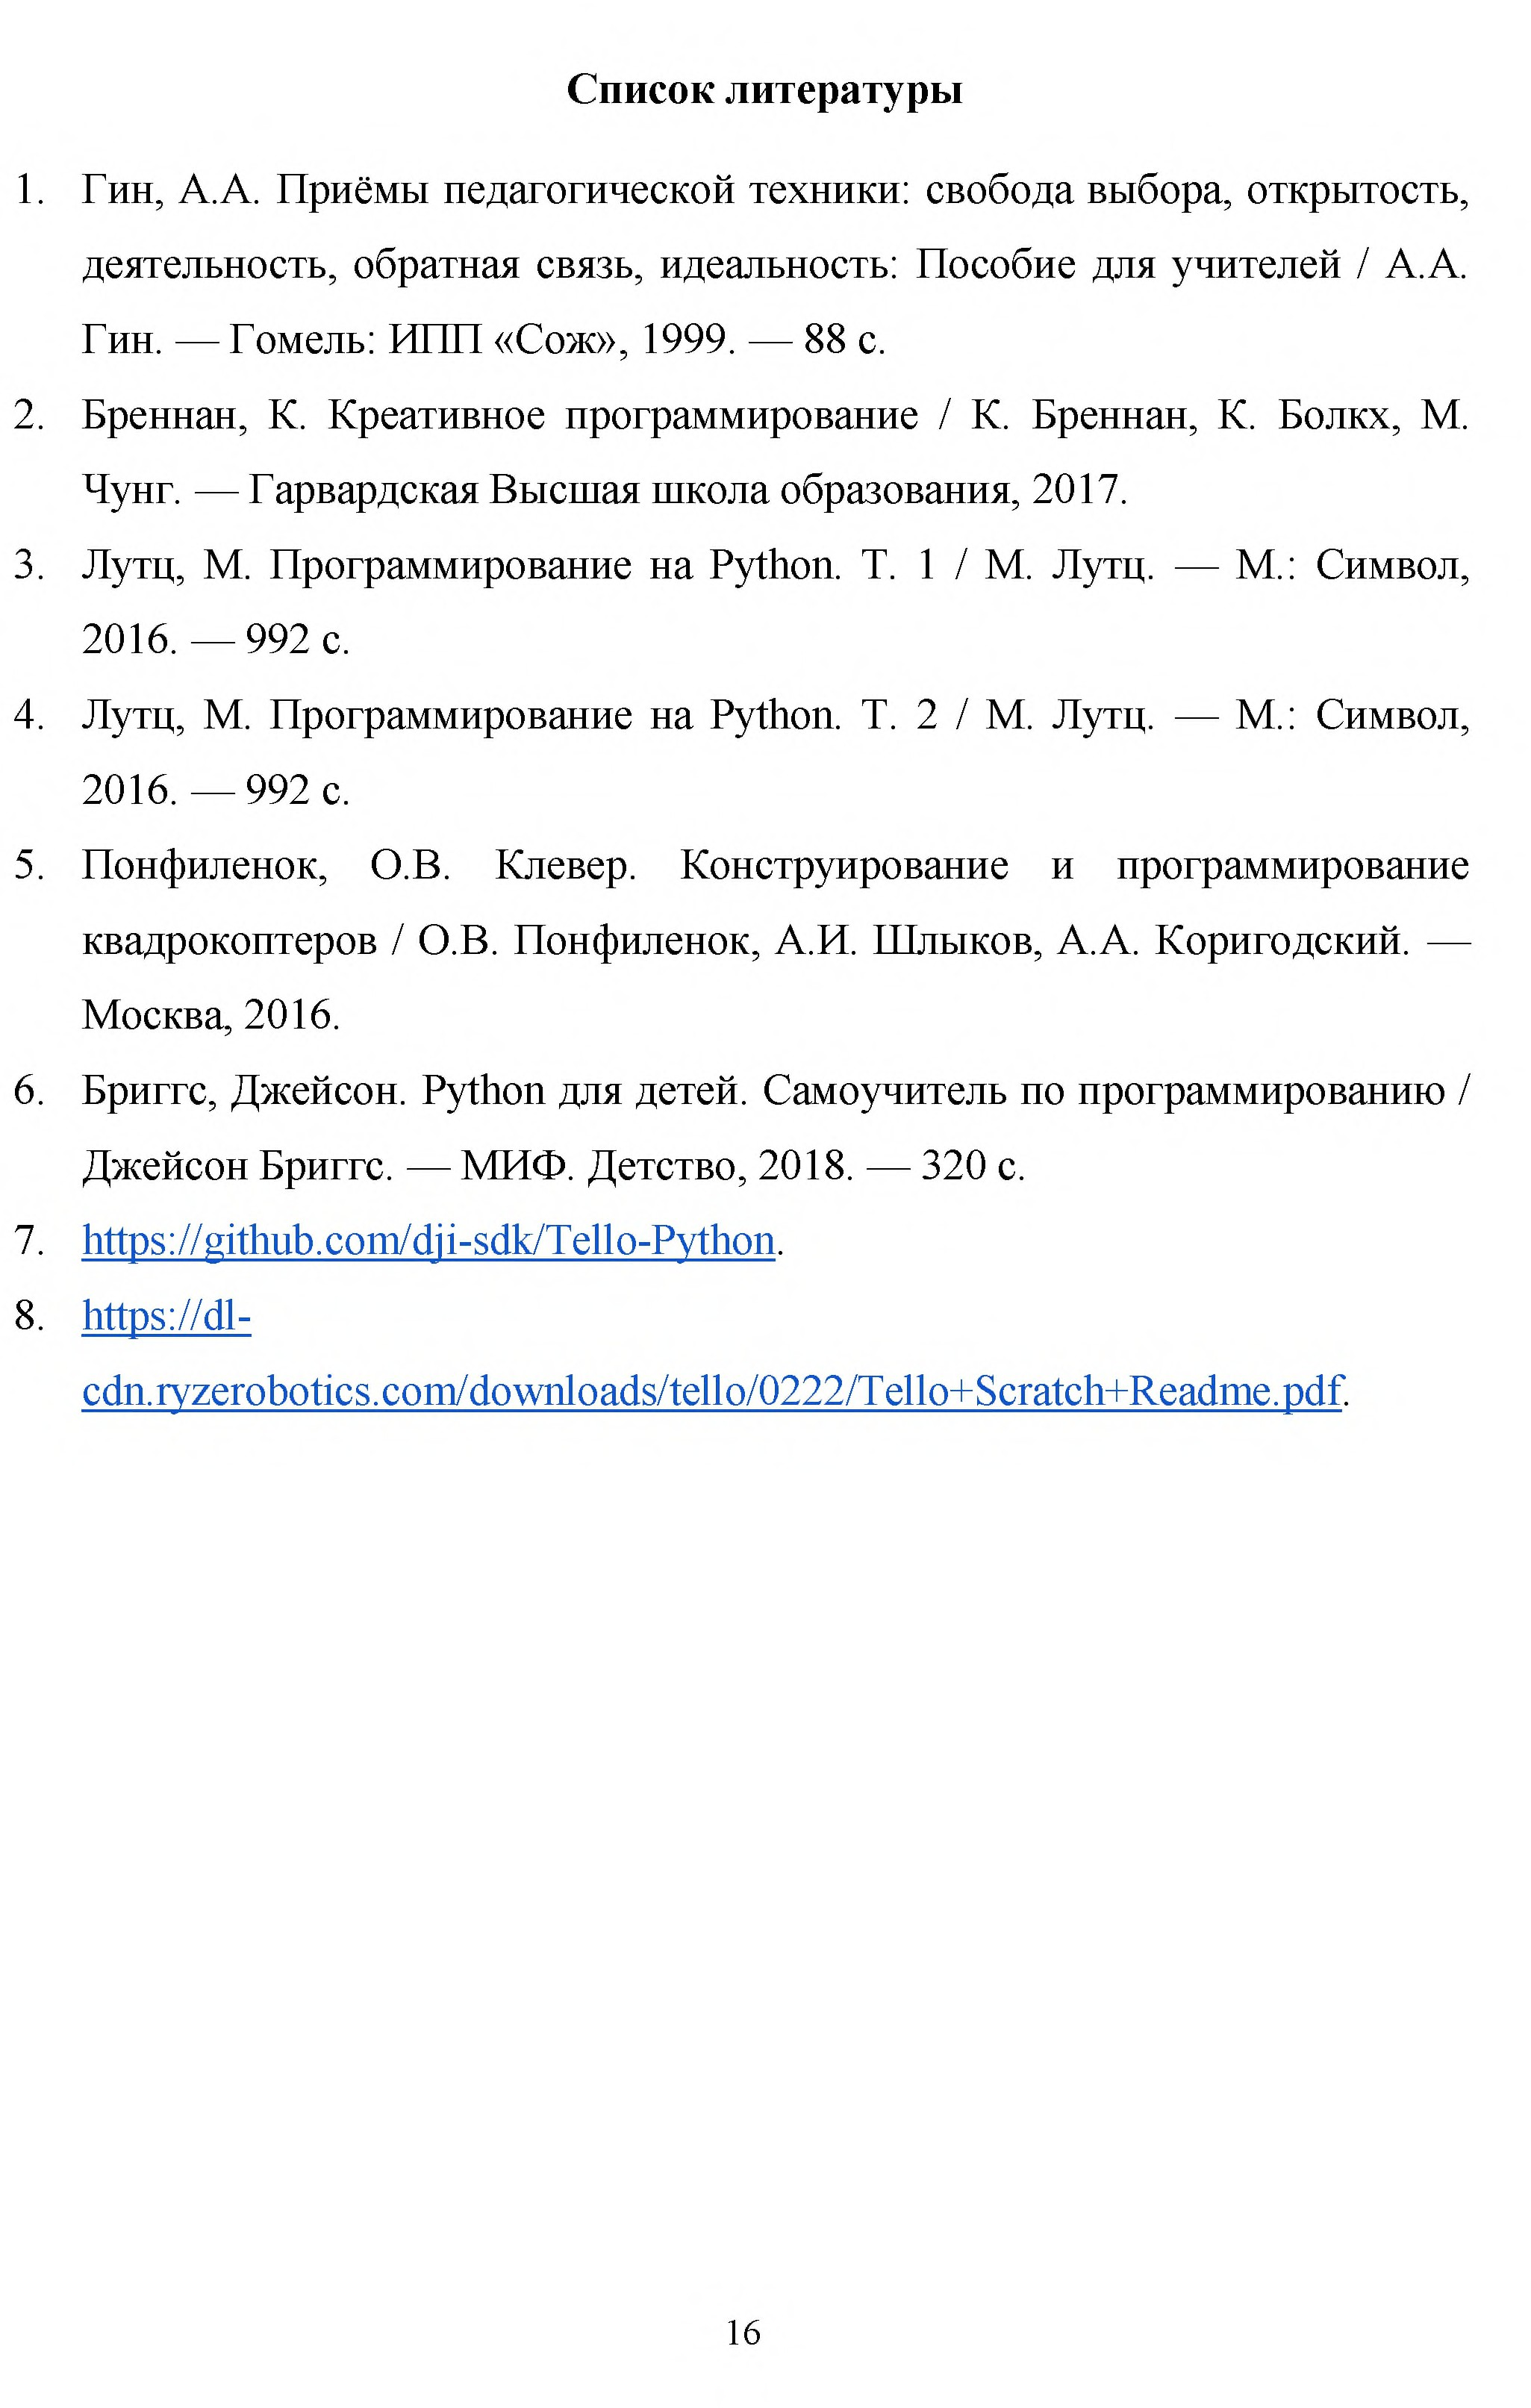 Список литературы
1. Гин, А.А. Приёмы педагогической техники: свобода выбора, открытость,
деятельность, обратная связь, идеальность: Пособие для учителей / А.А.
Гин. — Гомель: ИПП «Сож», 1999. — 88 с.
2. Бреннан, К. Креативное программирование / К. Бреннан, К. Болкх, М.
Чунг. — Гарвардская Высшая школа образования, 2017.
3. Лутц, М. Программирование на Python. Т. 1 / М. Лутц. — М.: Символ,
2016. — 992 с.
4. Лутц, М. Программирование на Python. Т. 2 / М. Лутц. — М.: Символ,
2016. — 992 с.
5. Понфиленок, О.В. Клевер. Конструирование и программирование
квадрокоптеров / О.В. Понфиленок, А.И. Шлыков, А.А. Коригодский. —
Москва, 2016.
6. Бриггс, Джейсон. Python для детей. Самоучитель по программированию /
Джейсон Бриггс. — МИФ. Детство, 2018. — 320 с.
7. https://github.com/dji-sdk/Tello-Python.
8. https://dl-
cdn.ryzerobotics.com/downloads/tello/0222/Tello+Scratch+Readme.pdf.
16